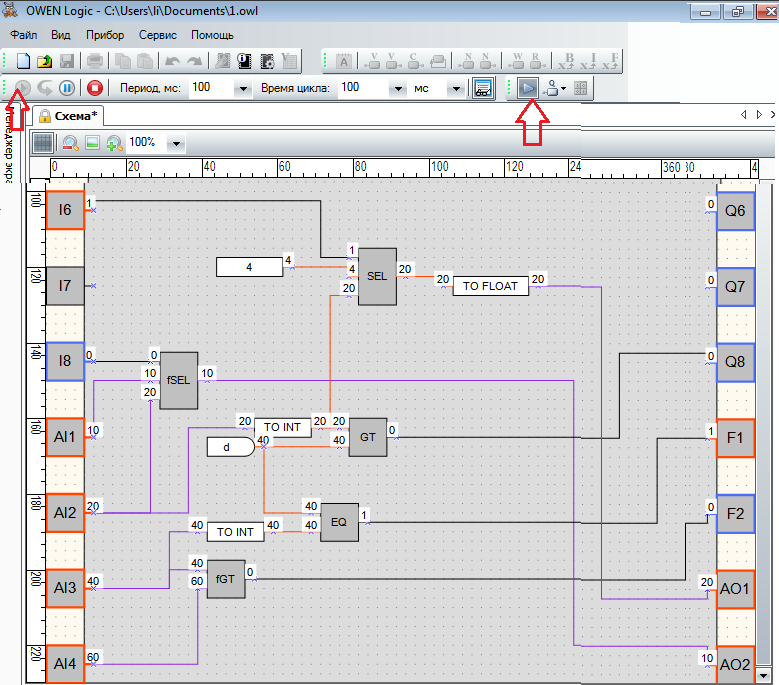 OWEN Logic - C:\Users\li\Documents\1.owl
Файл Вид Прибор Сервис Помощь
Период, мс: 100 Время цикла: 100 мс
Схема*
100%
0 20 40 60 80 100 120 24 360 80 4
100
120
140
160
180
200
220
I6 1
I7
I8 0
AI1 10
AI2 20
AI3 40
AI4 60
4 4
1
4
20
SEL 20
20 TO FLOAT 20
0
10
20
fSEL 10
20 TO INT 20 20
d 40 40
GT 0
40
40 TO INT 40 40
EQ 1
40
60
fGT 0
0 Q6
0 Q7
0 Q8
1 F1
0 F2
20 AO1
10 AO2